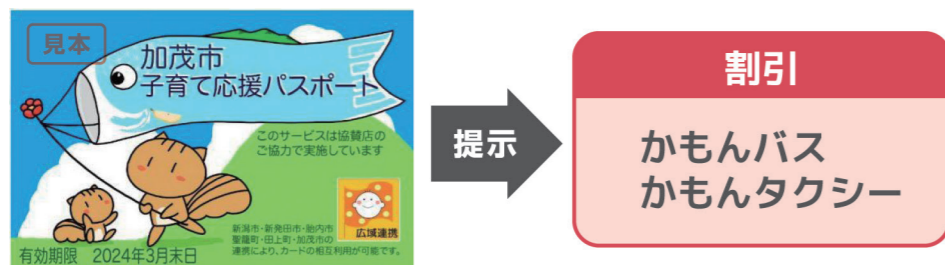 見本
加茂市
子育て応援パスポート
このサービスは協賛店の
ご協力で実施しています
広域連携
新潟市・新発田市・胎内市
聖籠町・田上町・加茂市の
連携により、カードの相互利用が可能です。
有効期限 2024年3月末日
提示
割引
かもんバス
かもんタクシー